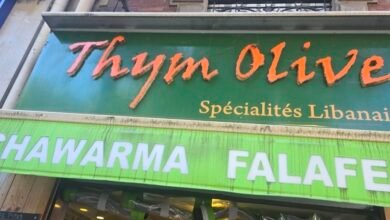 Thym Olive
Spécialités Libanai
CHAWARMA FALAFE